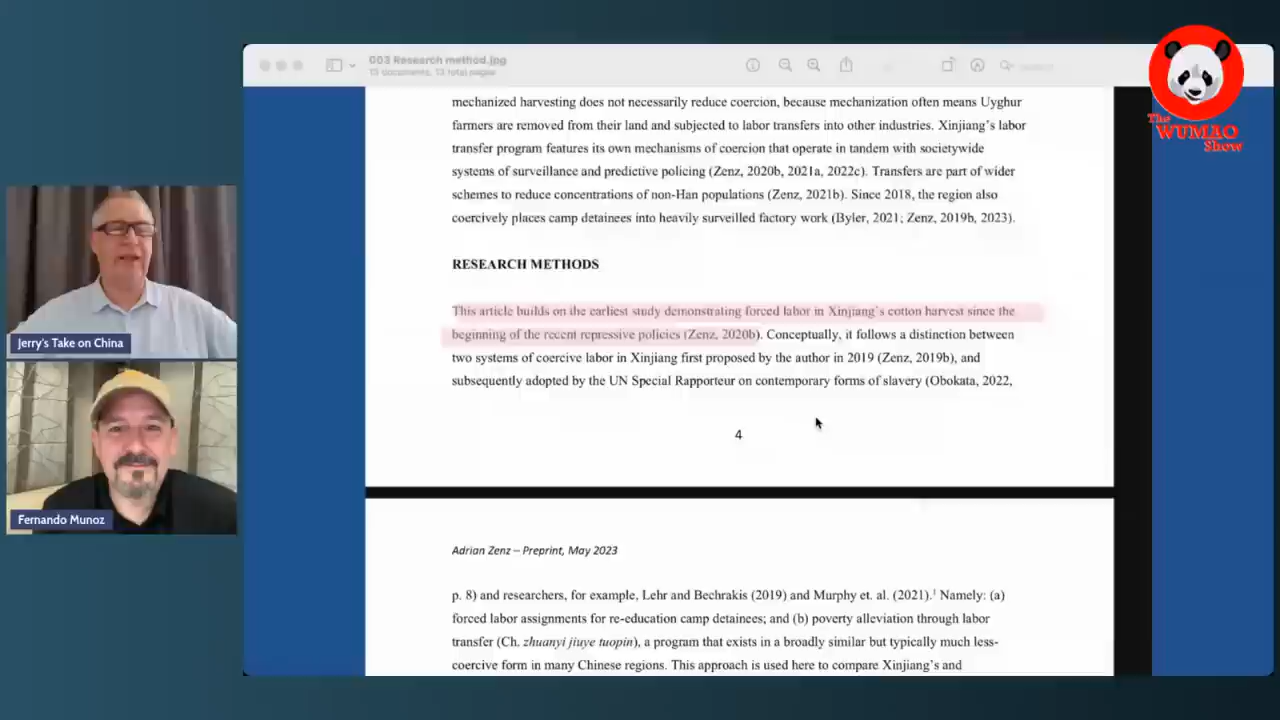 003 Research method.jpg
13 documents, 13 total pages
The
WUMAO
Show
mechanized harvesting does not necessarily reduce coercion, because mechanization often means Uyghur
farmers are removed from their land and subjected to labor transfers into other industries. Xinjiang's labor
transfer program features its own mechanisms of coercion that operate in tandem with societywide
systems of surveillance and predictive policing (Zenz, 2020b, 2021a, 2022c). Transfers are part of wider
schemes to reduce concentrations of non-Han populations (Zenz, 2021b). Since 2018, the region also
coercively places camp detainees into heavily surveilled factory work (Byler, 2021; Zenz, 2019b, 2023).
RESEARCH METHODS
This article builds on the earliest study demonstrating forced labor in Xinjiang's cotton harvest since the
beginning of the recent repressive policies (Zenz, 2020b). Conceptually, it follows a distinction between
two systems of coercive labor in Xinjiang first proposed by the author in 2019 (Zenz, 2019b), and
subsequently adopted by the UN Special Rapporteur on contemporary forms of slavery (Obokata, 2022,
4
Adrian Zenz – Preprint, May 2023
p. 8) and researchers, for example, Lehr and Bechrakis (2019) and Murphy et. al. (2021).¹ Namely: (a)
forced labor assignments for re-education camp detainees; and (b) poverty alleviation through labor
transfer (Ch. zhuanyi jiuye tuopin), a program that exists in a broadly similar but typically much less-
coercive form in many Chinese regions. This approach is used here to compare Xinjiang's and
Jerry's Take on China
Fernando Munoz